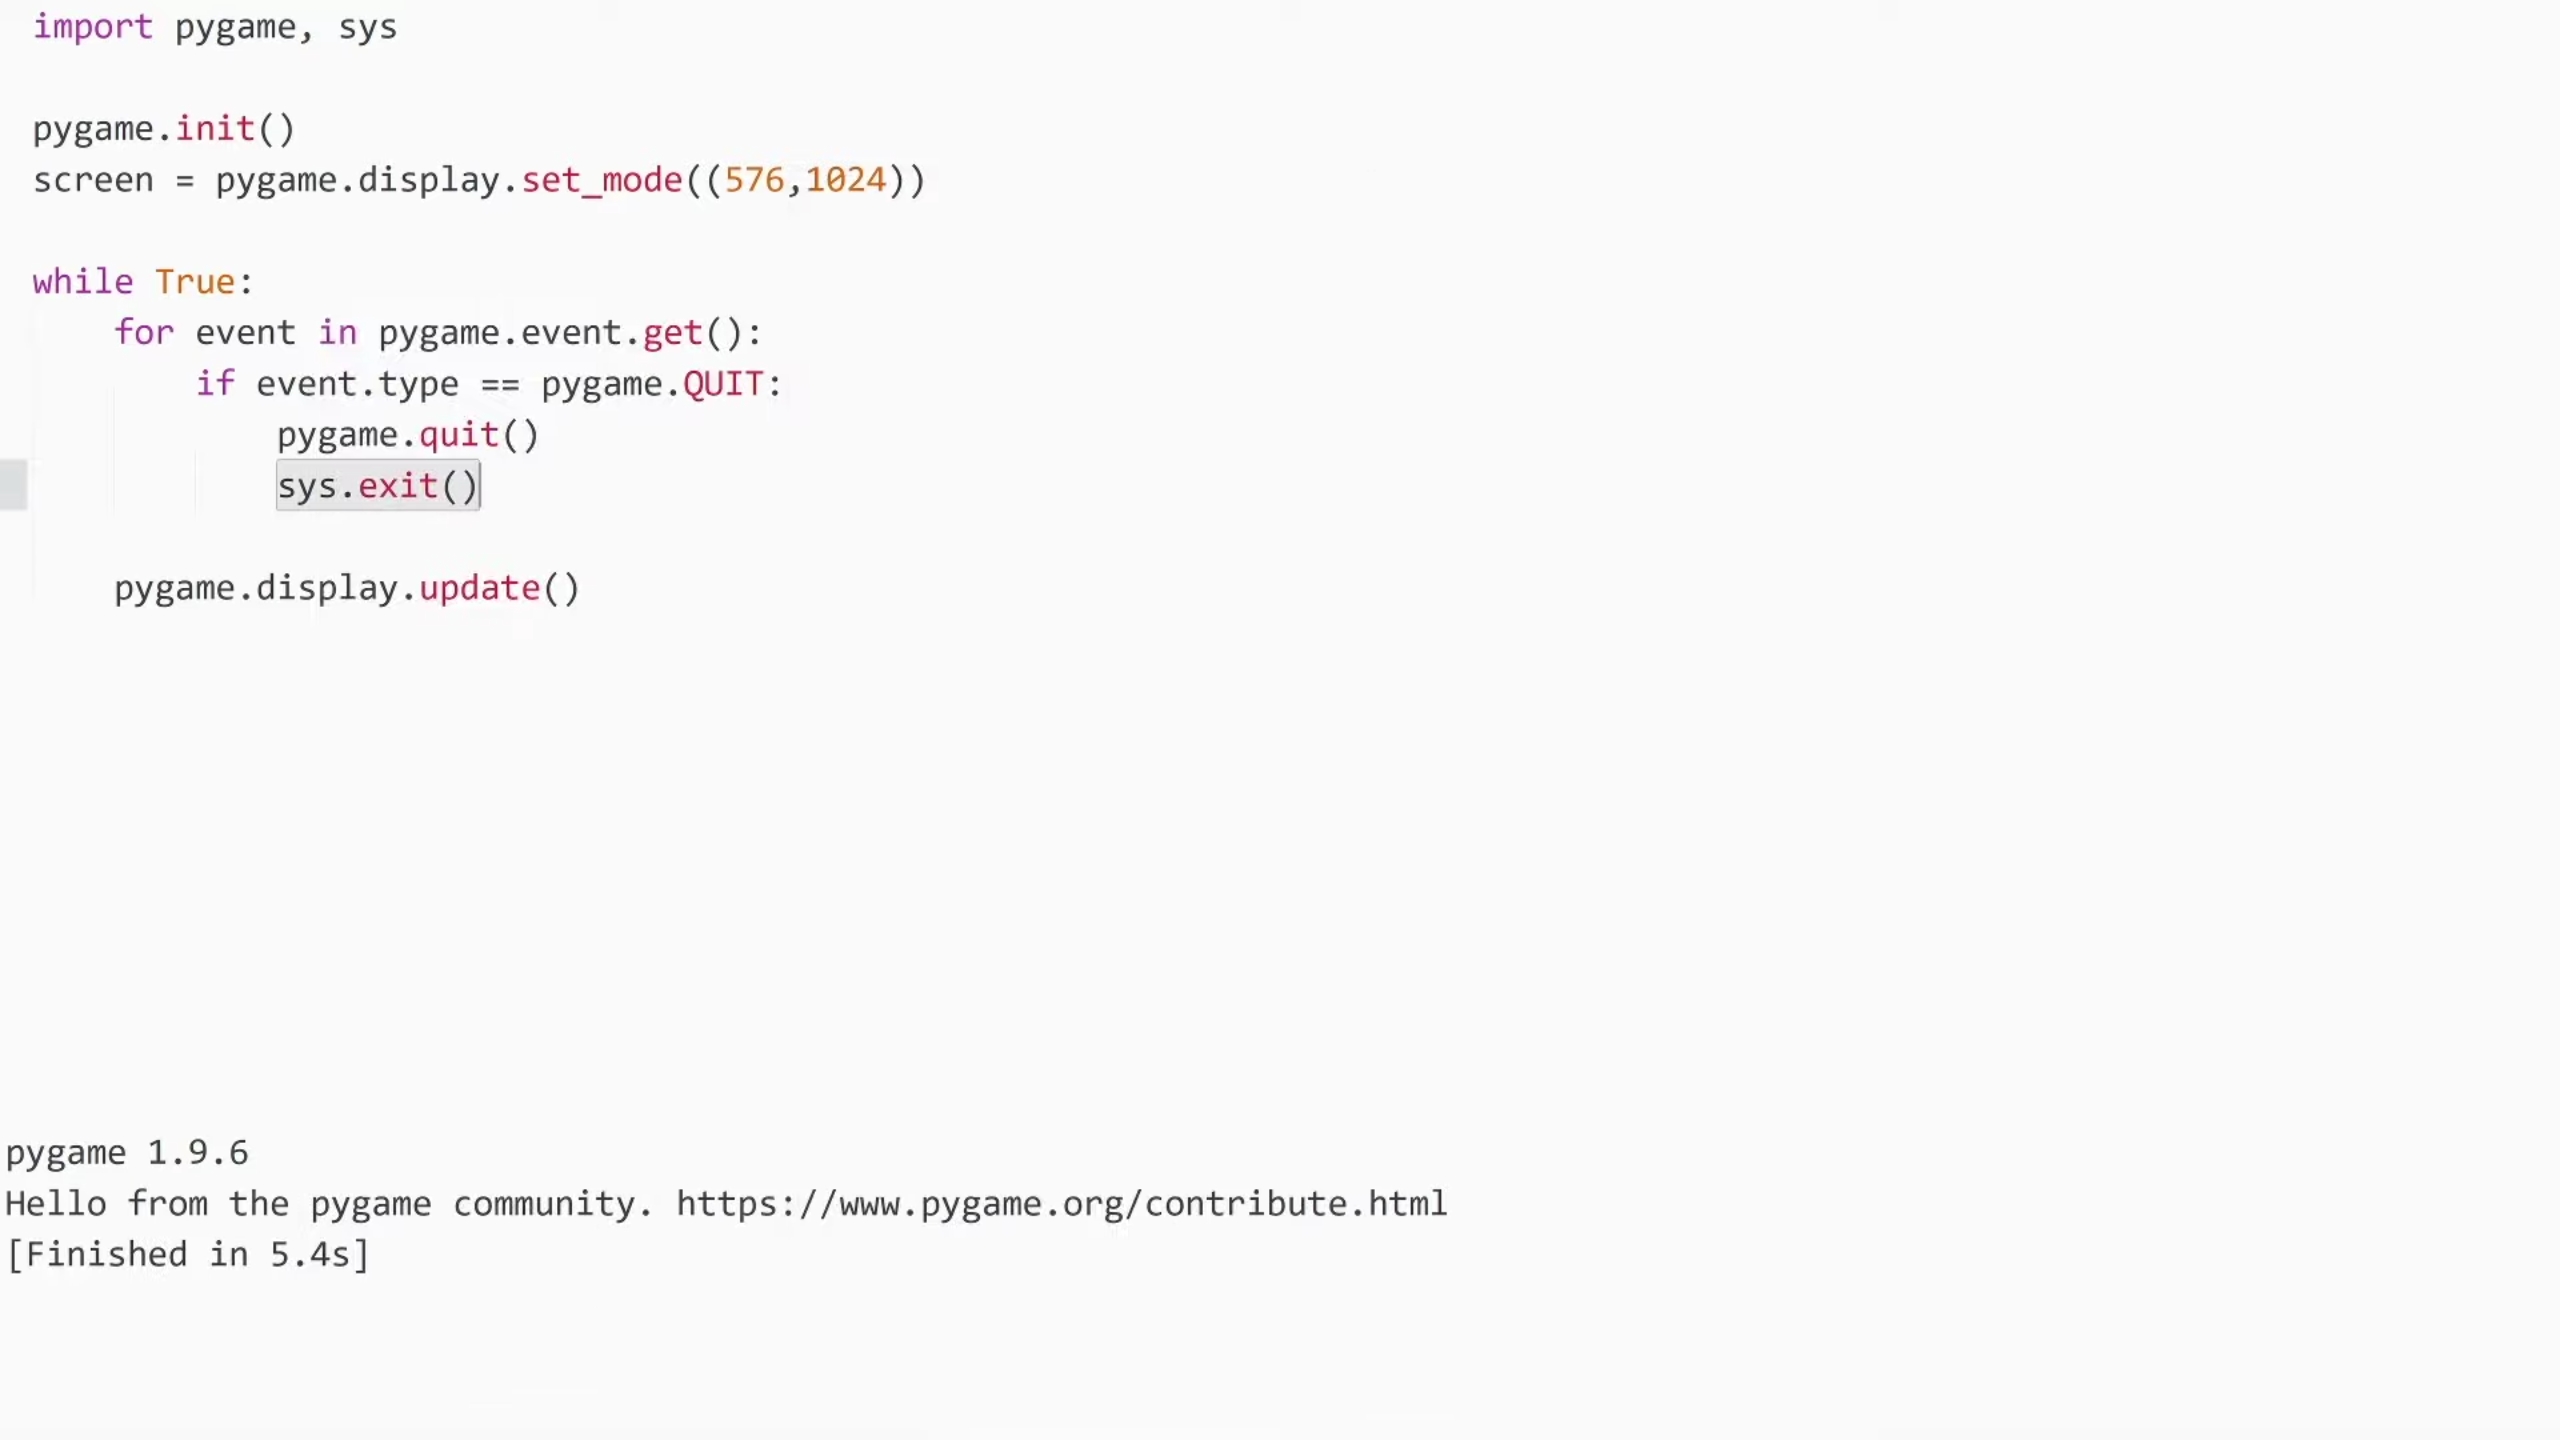 import pygame, sys
pygame.init()
screen = pygame.display.set_mode((576,1024))
while True:
for event in pygame.event.get():
if event.type == pygame.QUIT:
pygame.quit()
sys.exit()
pygame.display.update()
pygame 1.9.6
Hello from the pygame community. https://www.pygame.org/contribute.html
[Finished in 5.4s]